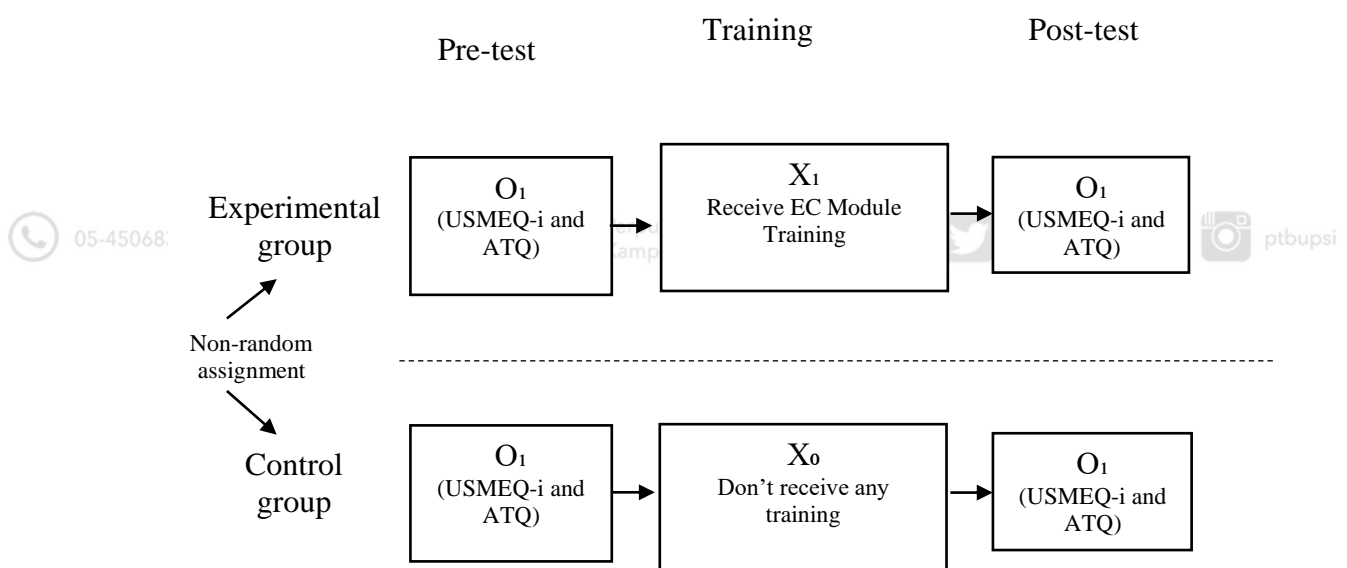 Pre-test
Training
Post-test
Experimental
group
O₁
(USMEQ-i and
ATQ)
X₁
Receive EC Module
Training
O₁
(USMEQ-i and
ATQ)
05-45068
ptbupsi
Non-random
assignment
Control
group
O₁
(USMEQ-i and
ATQ)
X₀
Don’t receive any
training
O₁
(USMEQ-i and
ATQ)